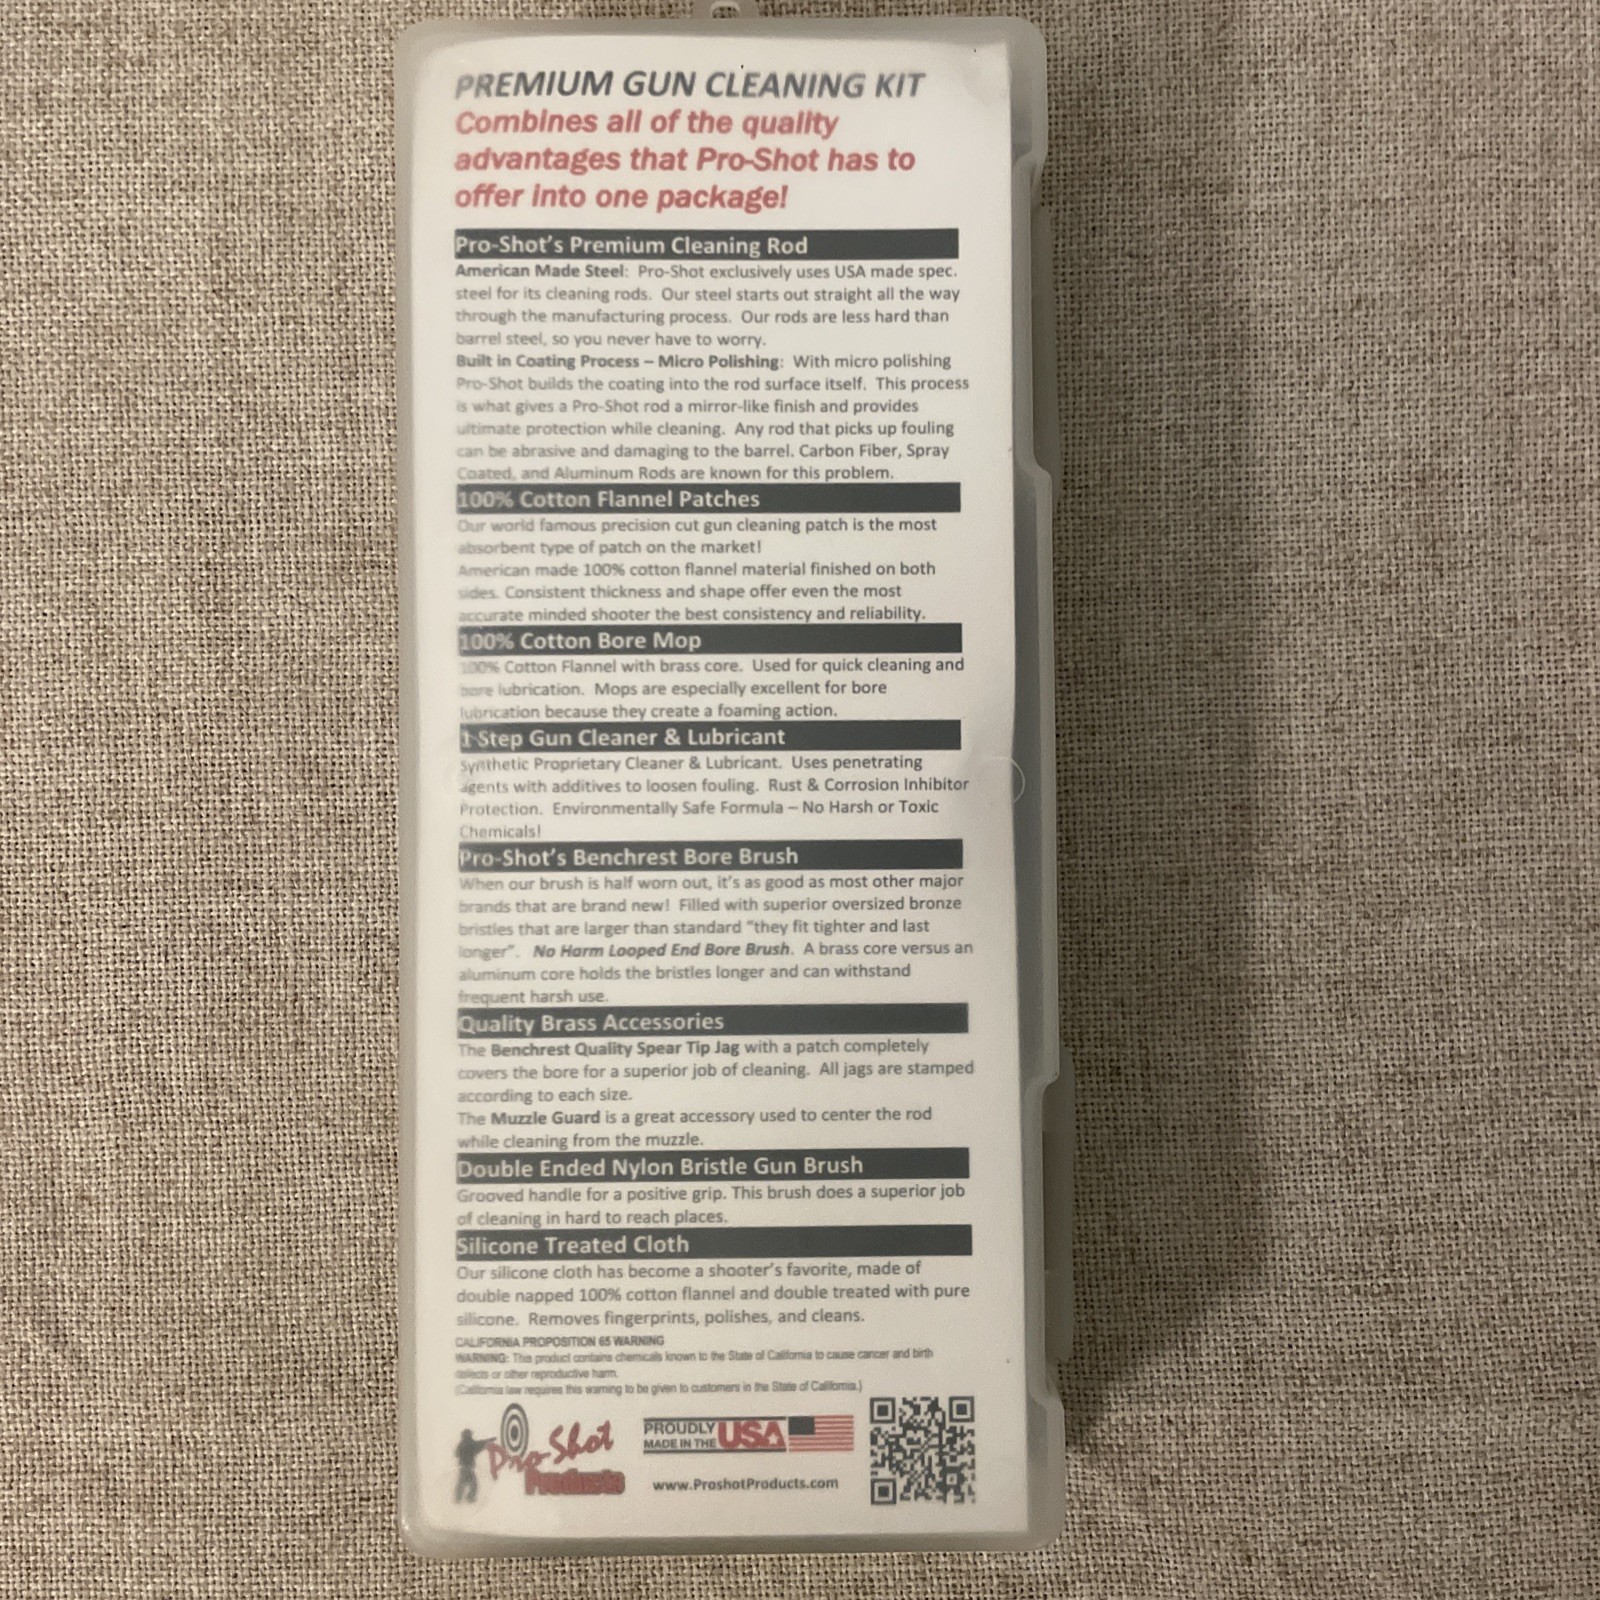 PREMIUM GUN CLEANING KIT
Combines all of the quality
advantages that Pro-Shot has to
offer into one package!
Pro-Shot's Premium Cleaning Rod
American Made Steel: Pro-Shot exclusively uses USA made spec.
steel for its cleaning rods. Our steel starts out straight all the way
through the manufacturing process. Our rods are less hard than
barrel steel, so you never have to worry.
Built in Coating Process – Micro Polishing: With micro polishing
Pro-Shot builds the coating into the rod surface itself. This process
is what gives a Pro-Shot rod a mirror-like finish and provides
ultimate protection while cleaning. Any rod that picks up fouling
can be abrasive and damaging to the barrel. Carbon Fiber, Spray
Coated, and Aluminum Rods are known for this problem.
100% Cotton Flannel Patches
Our world famous precision cut gun cleaning patch is the most
absorbent type of patch on the market!
American made 100% cotton flannel material finished on both
sides. Consistent thickness and shape offer even the most
accurate minded shooter the best consistency and reliability.
100% Cotton Bore Mop
100% Cotton Flannel with brass core. Used for quick cleaning and
bore lubrication. Mops are especially excellent for bore
lubrication because they create a foaming action.
1-Step Gun Cleaner & Lubricant
Synthetic Proprietary Cleaner & Lubricant. Uses penetrating
agents with additives to loosen fouling. Rust & Corrosion Inhibitor
Protection. Environmentally Safe Formula – No Harsh or Toxic
Chemicals!
Pro-Shot's Benchrest Bore Brush
When our brush is half worn out, it's as good as most other major
brands that are brand new! Filled with superior oversized bronze
bristles that are larger than standard "they fit tighter and last
longer". No Harm Looped End Bore Brush. A brass core versus an
aluminum core holds the bristles longer and can withstand
frequent harsh use.
Quality Brass Accessories
The Benchrest Quality Spear Tip Jag with a patch completely
covers the bore for a superior job of cleaning. All jags are stamped
according to each size.
The Muzzle Guard is a great accessory used to center the rod
while cleaning from the muzzle.
Double Ended Nylon Bristle Gun Brush
Grooved handle for a positive grip. This brush does a superior job
of cleaning in hard to reach places.
Silicone Treated Cloth
Our silicone cloth has become a shooter's favorite, made of
double napped 100% cotton flannel and double treated with pure
silicone. Removes fingerprints, polishes, and cleans.
CALIFORNIA PROPOSITION 65 WARNING
WARNING: This product contains chemicals known to the State of California to cause cancer and birth
defects or other reproductive harm.
(California law requires this warning to be given to customers in the State of California.)
Pro-Shot
Products
PROUDLY
MADE IN THE USA
www.ProshotProducts.com